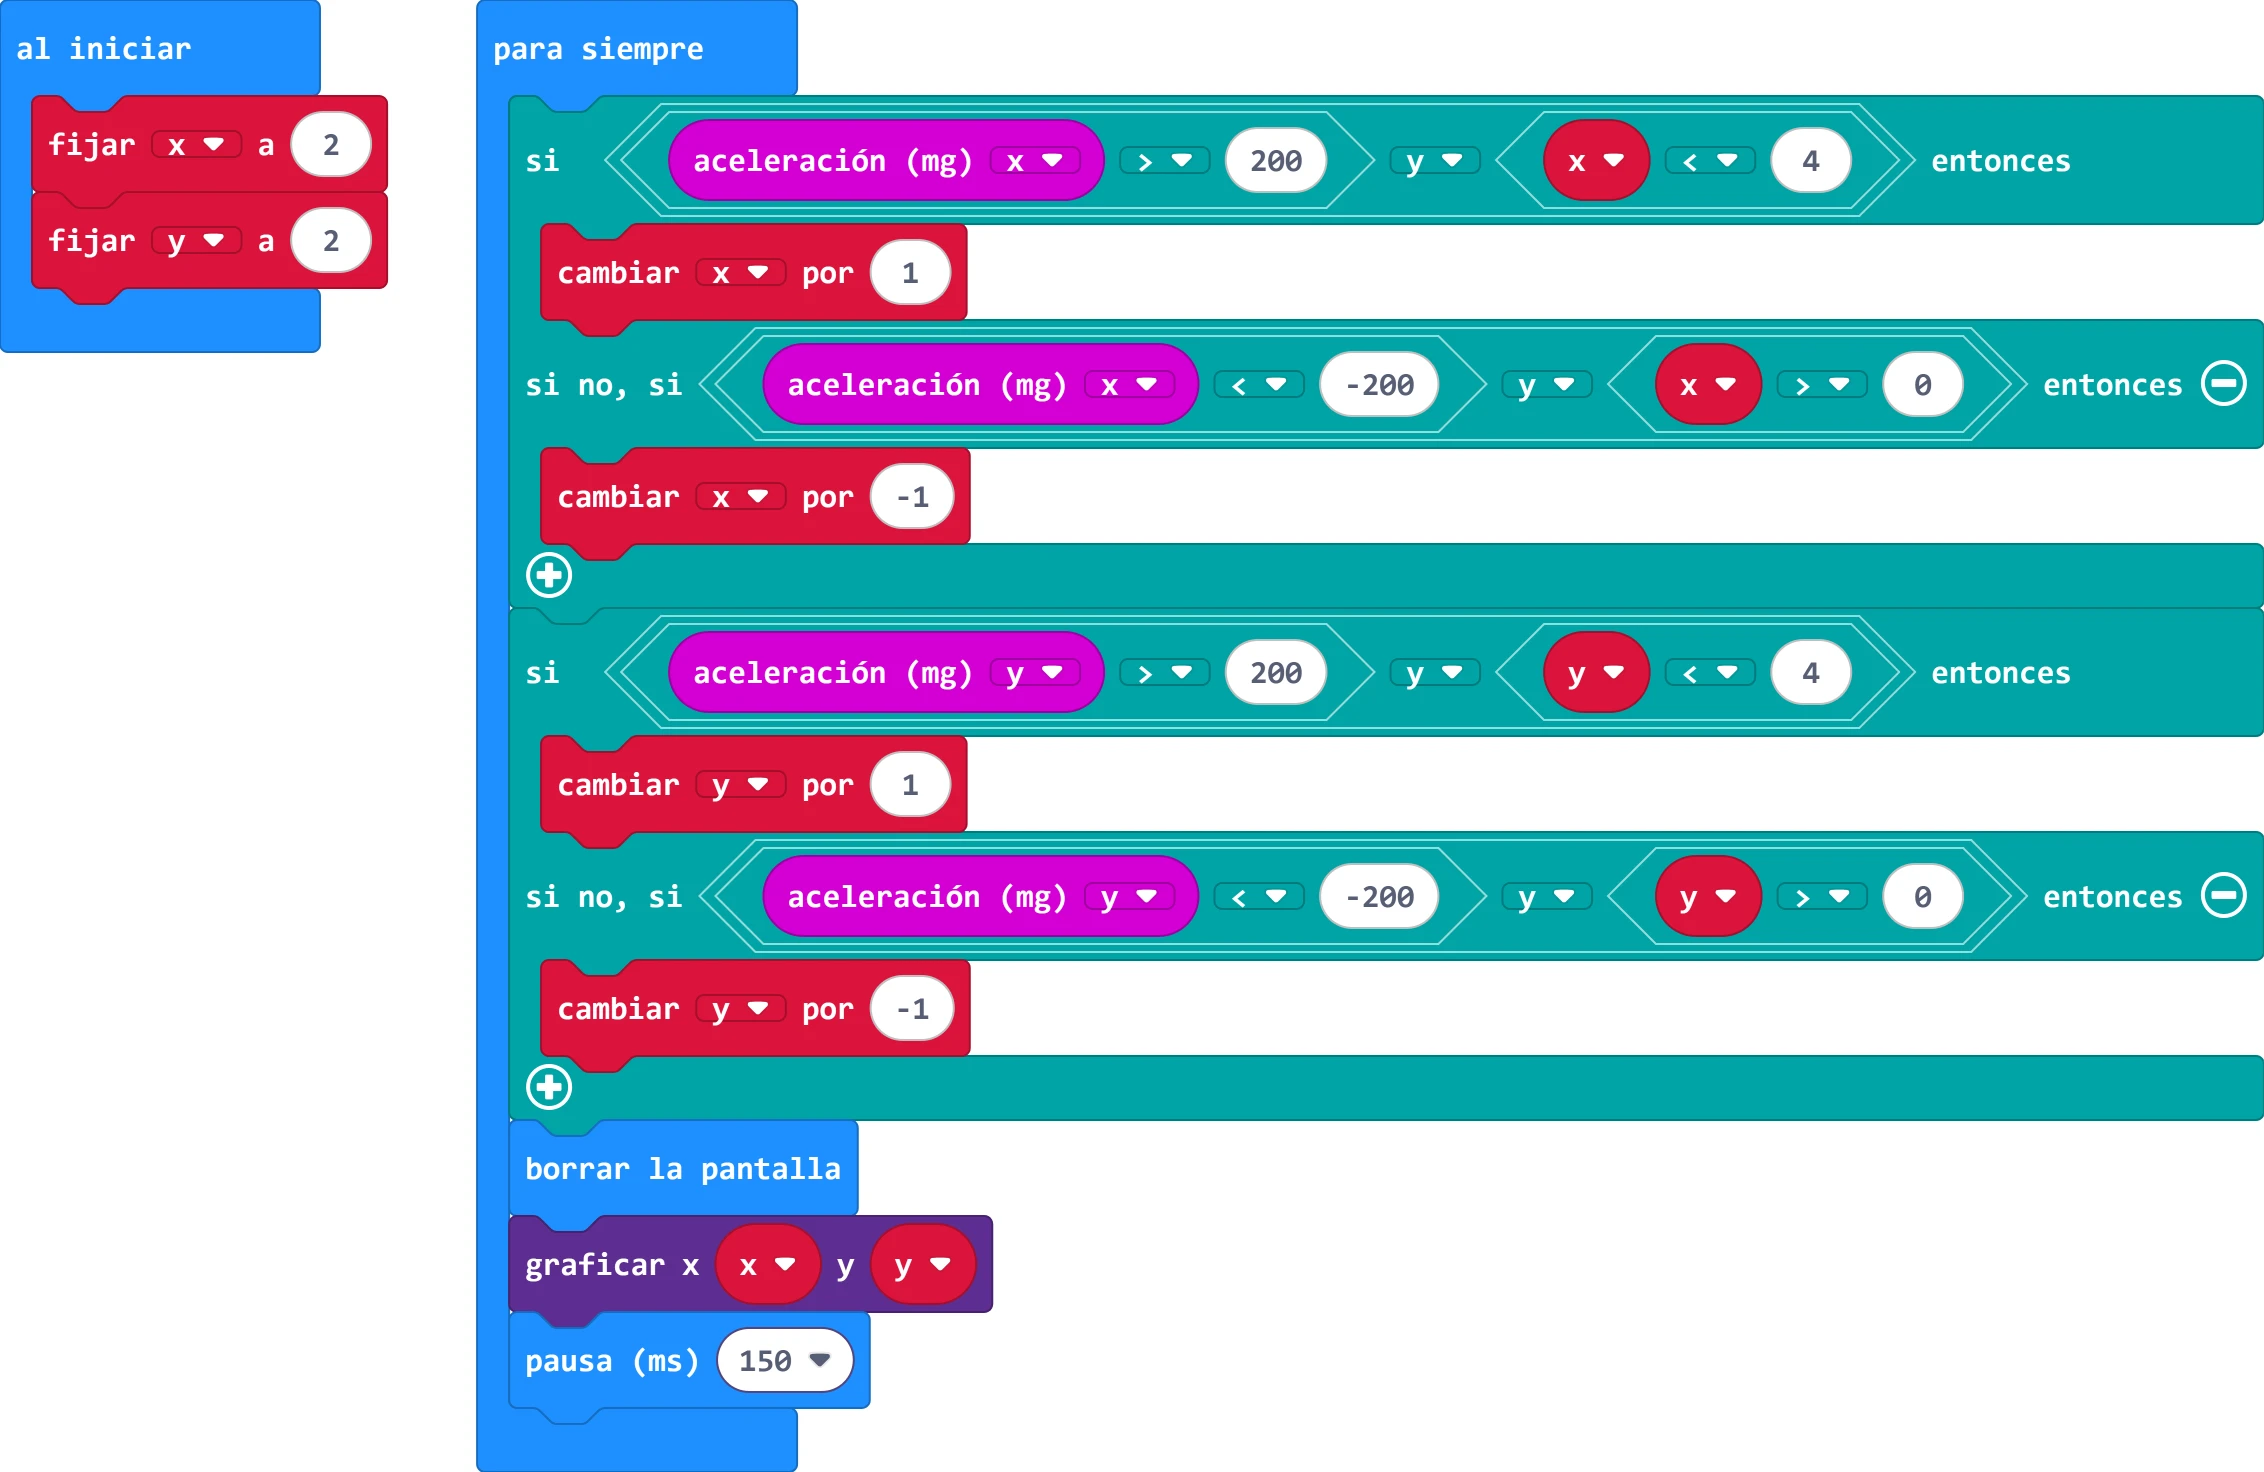 al iniciar
fijar x a 2
fijar y a 2
para siempre
si aceleración (mg) x > 200 y x < 4 entonces
cambiar x por 1
si no, si aceleración (mg) x < -200 y x > 0 entonces
cambiar x por -1
si aceleración (mg) y > 200 y y < 4 entonces
cambiar y por 1
si no, si aceleración (mg) y < -200 y y > 0 entonces
cambiar y por -1
borrar la pantalla
graficar x x y y
pausa (ms) 150